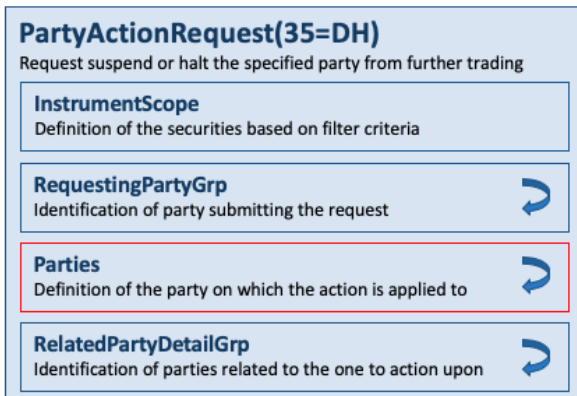 PartyActionRequest(35=DH)
Request suspend or halt the specified party from further trading
InstrumentScope
Definition of the securities based on filter criteria
RequestingPartyGrp
Identification of party submitting the request
Parties
Definition of the party on which the action is applied to
RelatedPartyDetailGrp
Identification of parties related to the one to action upon